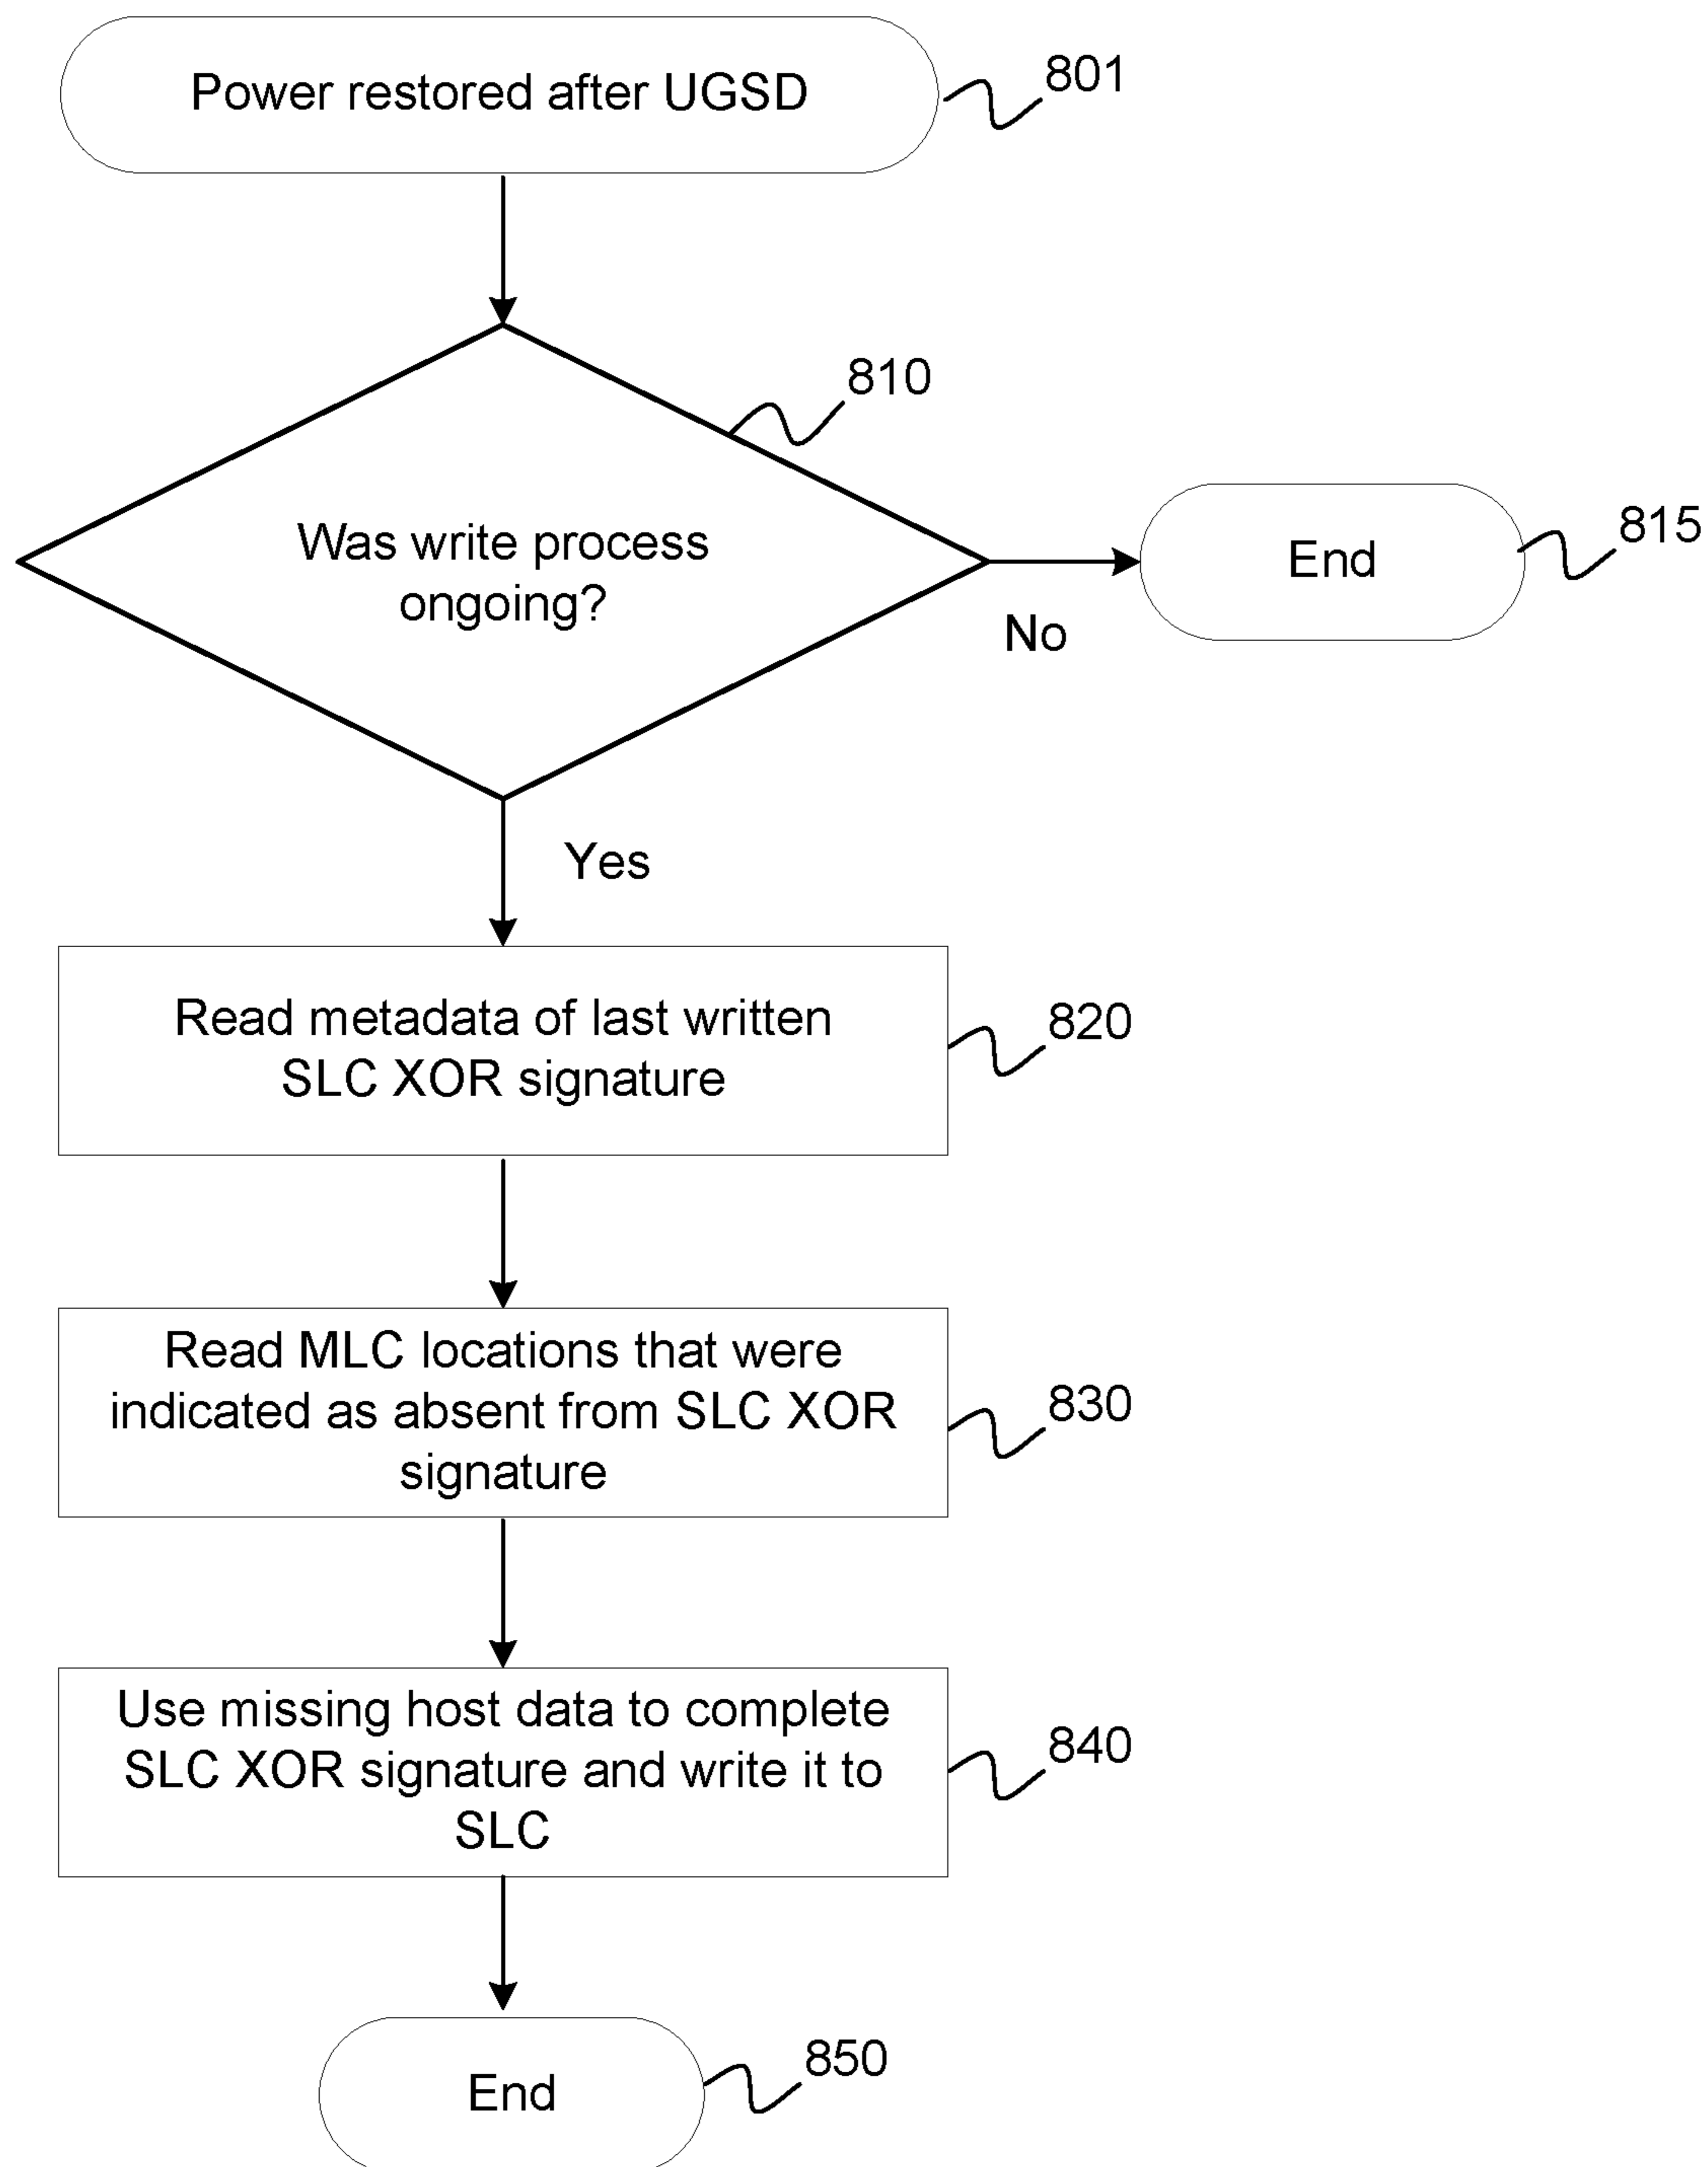 Power restored after UGSD
801
810
Was write process
ongoing?
End
815
No
Yes
Read metadata of last written
SLC XOR signature
820
Read MLC locations that were
indicated as absent from SLC XOR
signature
830
Use missing host data to complete
SLC XOR signature and write it to
SLC
840
End
850